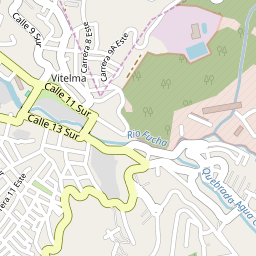 Calle 9 Sur
Carrera 8 Este
Carrera 9A Este
Vitelma
Calle 11 Sur
Calle 13 Sur
Río Fucha
Quebrada Agua
Carrera 11 Este